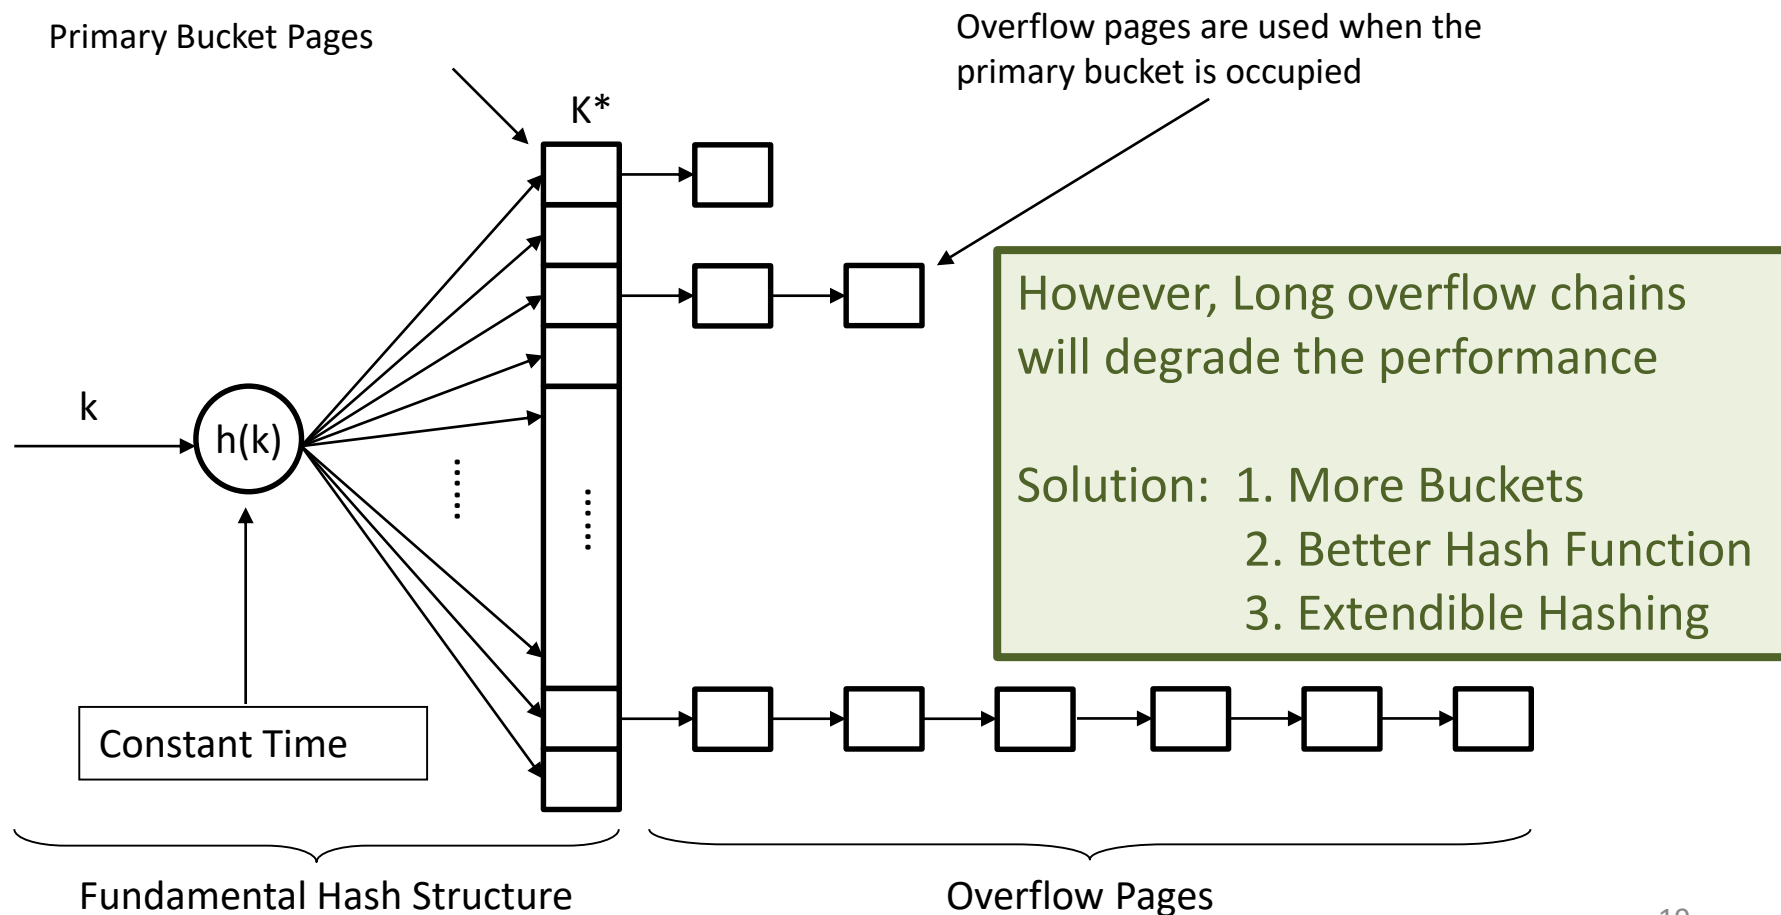 Primary Bucket Pages
Overflow pages are used when the
primary bucket is occupied
K*
However, Long overflow chains
will degrade the performance
k
h(k)
Solution: 1. More Buckets
2. Better Hash Function
3. Extendible Hashing
......
......
Constant Time
Fundamental Hash Structure
Overflow Pages